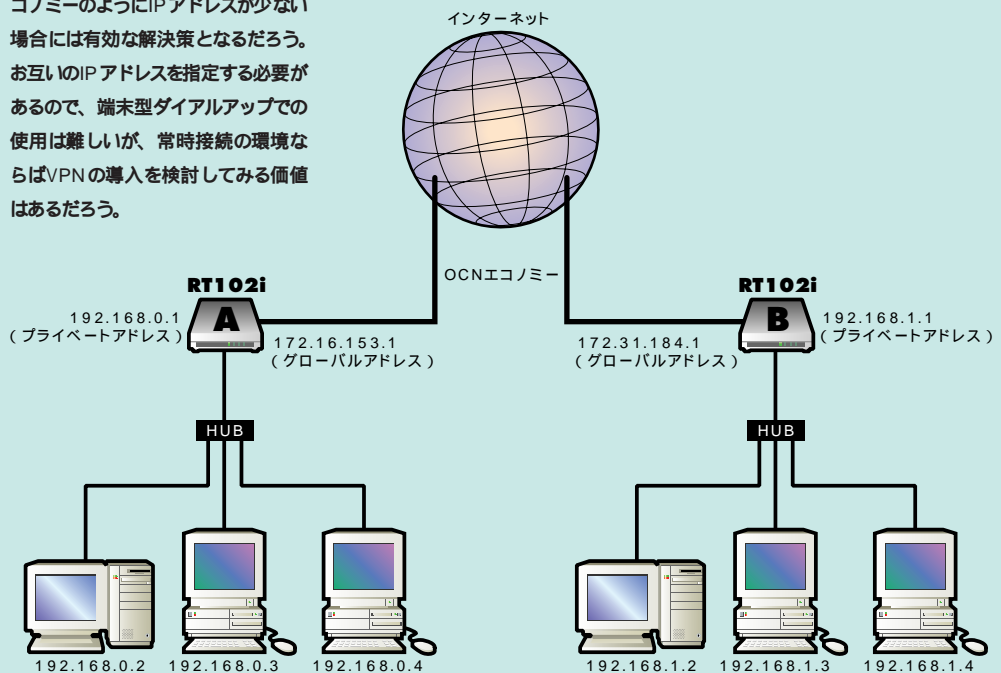 コノミーのようにIPアドレスが少ない
場合には有効な解決策となるだろう。
お互いのIPアドレスを指定する必要が
あるので、端末型ダイアルアップでの
使用は難しいが、常時接続の環境な
らばVPNの導入を検討してみる価値
はあるだろう。
インターネット
OCNエコノミー
RT102i
A
192.168.0.1
(プライベートアドレス)
172.16.153.1
(グローバルアドレス)
HUB
192.168.0.2
192.168.0.3
192.168.0.4
RT102i
B
192.168.1.1
(プライベートアドレス)
172.31.184.1
(グローバルアドレス)
HUB
192.168.1.2
192.168.1.3
192.168.1.4